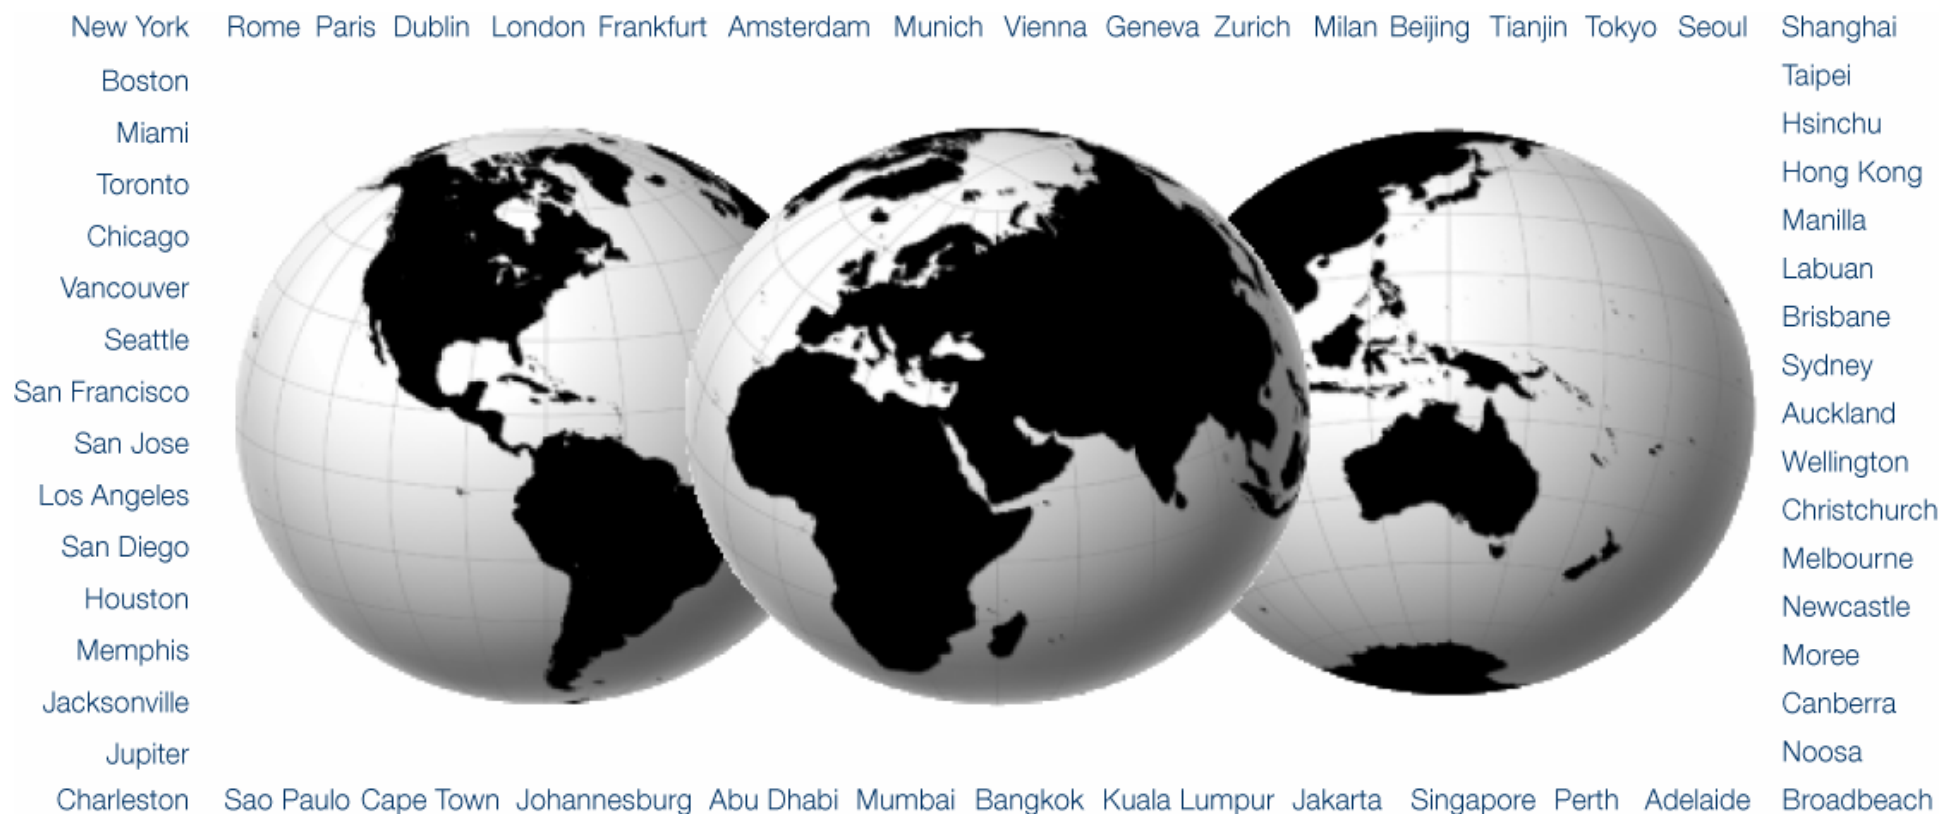 New York Rome Paris Dublin London Frankfurt Amsterdam Munich Vienna Geneva Zurich Milan Beijing Tianjin Tokyo Seoul Shanghai
Boston
Miami
Toronto
Chicago
Vancouver
Seattle
San Francisco
San Jose
Los Angeles
San Diego
Houston
Memphis
Jacksonville
Jupiter
Taipei
Hsinchu
Hong Kong
Manilla
Labuan
Brisbane
Sydney
Auckland
Wellington
Christchurch
Melbourne
Newcastle
Moree
Canberra
Noosa
Charleston Sao Paulo Cape Town Johannesburg Abu Dhabi Mumbai Bangkok Kuala Lumpur Jakarta Singapore Perth Adelaide Broadbeach